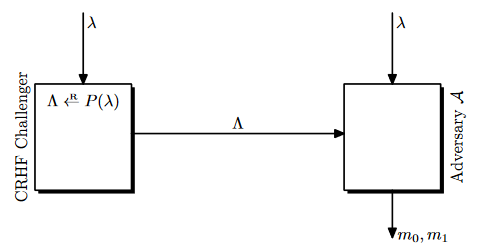 λ
λ
CRHF Challenger
Λ ←ᴿ P(λ)
Λ
Adversary 𝒜
m₀, m₁